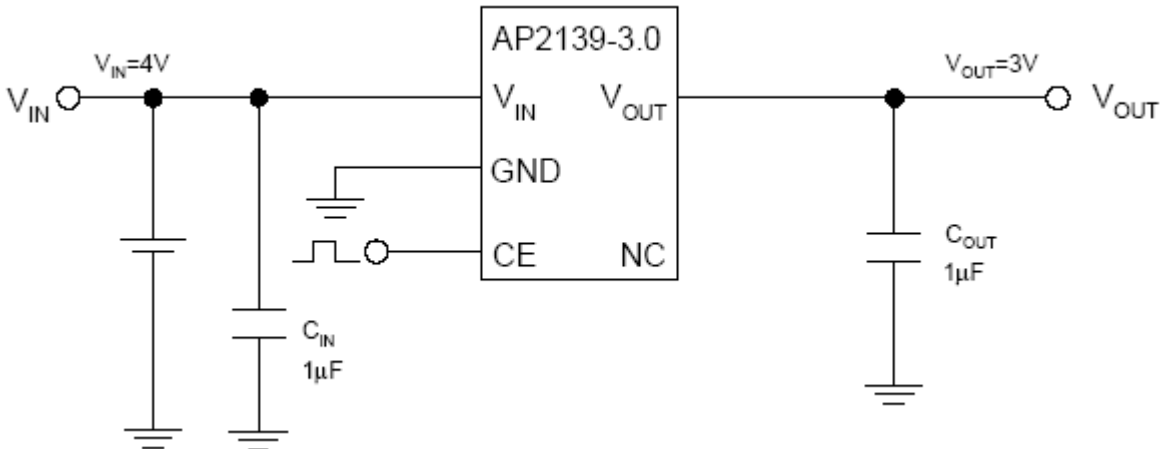 AP2139-3.0
V_IN=4V
V_OUT=3V
V_IN
V_IN
V_OUT
V_OUT
GND
CE
NC
C_OUT
1μF
C_IN
1μF